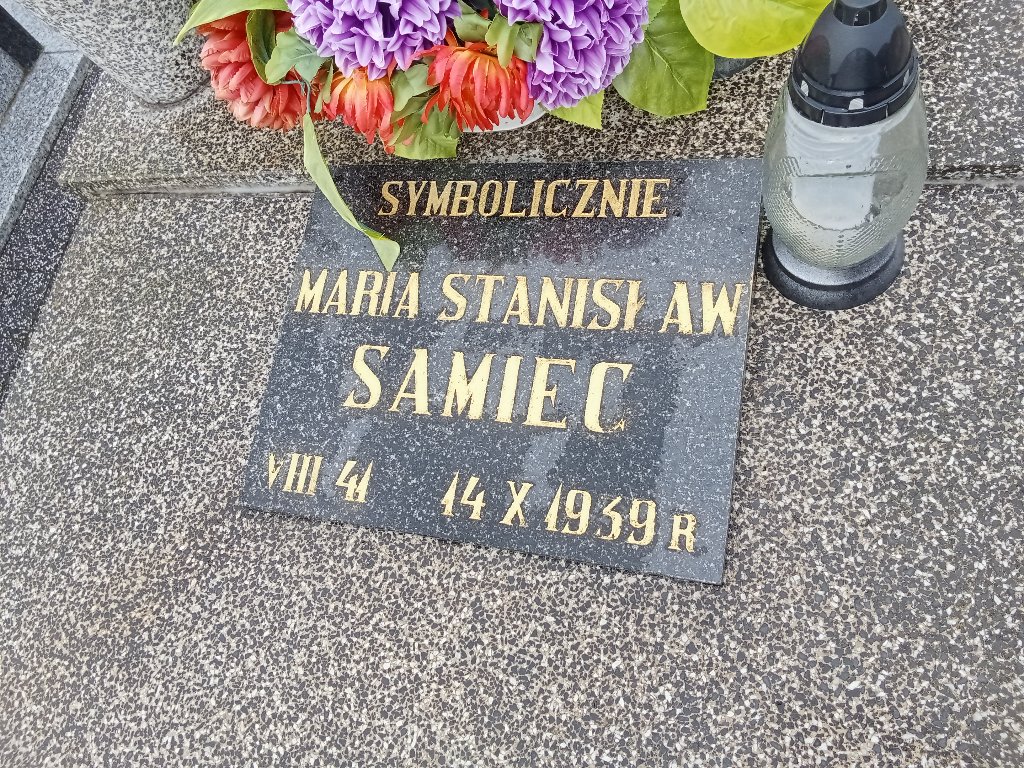 SYMBOLICZNIE
MARIA STANISŁAW
SAMIEC
VIII 41 14 X 1939 R